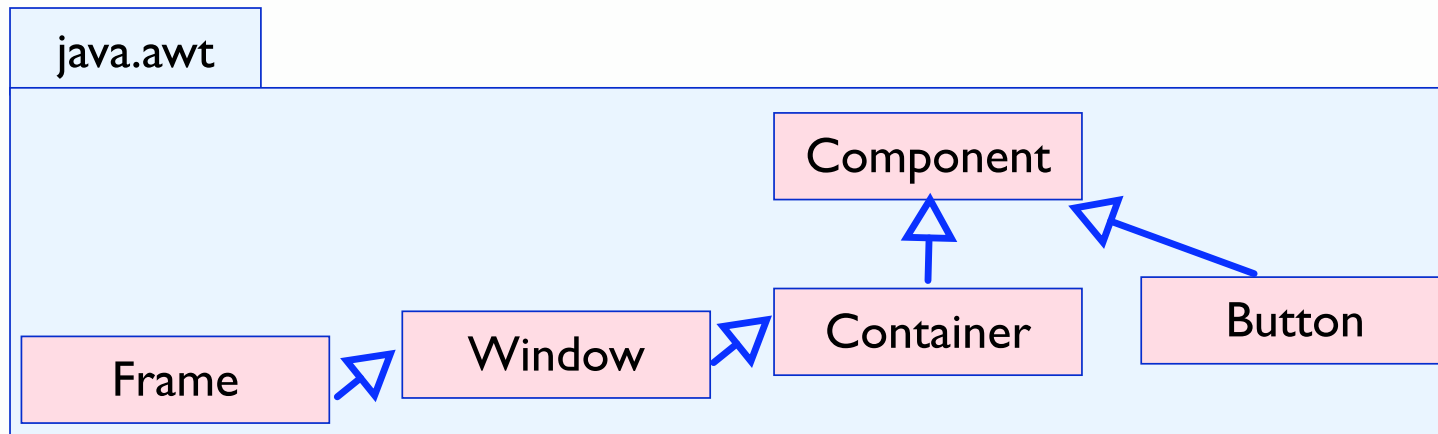 java.awt
Component
Container
Button
Window
Frame